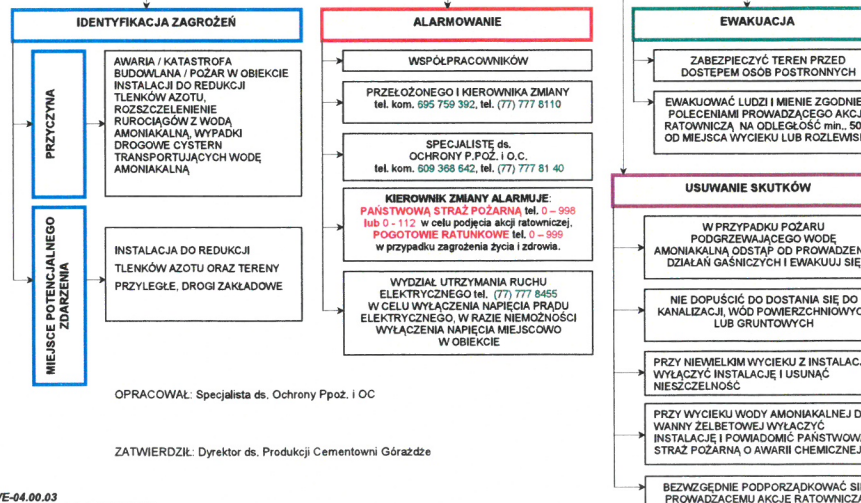 IDENTYFIKACJA ZAGROŻEŃ
PRZYCZYNA
AWARIA / KATASTROFA
BUDOWLANA / POŻAR W OBIEKCIE
INSTALACJI DO REDUKCJI
TLENKÓW AZOTU,
ROZSZCZELENIENIE
RUROCIĄGÓW Z WODĄ
AMONIAKALNĄ, WYPADKI
DROGOWE CYSTERN
TRANSPORTUJĄCYCH WODĘ
AMONIAKALNĄ
MIEJSCE POTENCJALNEGO
ZDARZENIA
INSTALACJA DO REDUKCJI
TLENKÓW AZOTU ORAZ TERENY
PRZYLEGŁE, DROGI ZAKŁADOWE
ALARMOWANIE
WSPÓŁPRACOWNIKÓW
PRZEŁOŻONEGO I KIEROWNIKA ZMIANY
tel. kom. 695 759 392, tel. (77) 777 8110
SPECJALISTĘ ds.
OCHRONY P.POŻ. i O.C.
tel. kom. 609 368 642, tel. (77) 777 81 40
KIEROWNIK ZMIANY ALARMUJE:
PAŃSTWOWĄ STRAŻ POŻARNĄ tel. 0 – 998
lub 0 - 112 w celu podjęcia akcji ratowniczej.
POGOTOWIE RATUNKOWE tel. 0 – 999
w przypadku zagrożenia życia i zdrowia.
WYDZIAŁ UTRZYMANIA RUCHU
ELEKTRYCZNEGO tel. (77) 777 8455
W CELU WYŁĄCZENIA NAPIĘCIA PRĄDU
ELEKTRYCZNEGO, W RAZIE NIEMOŻNOŚCI
WYŁĄCZENIA NAPIĘCIA MIEJSCOWO
W OBIEKCIE
EWAKUACJA
ZABEZPIECZYĆ TEREN PRZED
DOSTĘPEM OSÓB POSTRONNYCH
EWAKUOWAĆ LUDZI I MIENIE ZGODNIE
POLECENIAMI PROWADZĄCEGO AKCJ
RATOWNICZĄ NA ODLEGŁOŚĆ min.. 50
OD MIEJSCA WYCIEKU LUB ROZLEWIS
USUWANIE SKUTKÓW
W PRZYPADKU POŻARU
PODGRZEWAJĄCEGO WODĘ
AMONIAKALNĄ ODSTĄP OD PROWADZEN
DZIAŁAŃ GAŚNICZYCH I EWAKUUJ SIĘ
NIE DOPUŚCIĆ DO DOSTANIA SIĘ DO
KANALIZACJI, WÓD POWIERZCHNIOWYC
LUB GRUNTOWYCH
PRZY NIEWIELKIM WYCIEKU Z INSTALACJ
WYŁĄCZYĆ INSTALACJĘ I USUNĄĆ
NIESZCZELNOŚĆ
PRZY WYCIEKU WODY AMONIAKALNEJ D
WANNY ŻELBETOWEJ WYŁĄCZYĆ
INSTALACJĘ I POWIADOMIĆ PAŃSTWOWĄ
STRAŻ POŻARNĄ O AWARII CHEMICZNEJ
BEZWZGĘDNIE PODPORZĄDKOWAĆ SIĘ
PROWADZACEMU AKCJĘ RATOWNICZĄ
OPRACOWAŁ: Specjalista ds. Ochrony Ppoż. i OC
ZATWIERDZIŁ: Dyrektor ds. Produkcji Cementowni Górażdże
/E-04.00.03